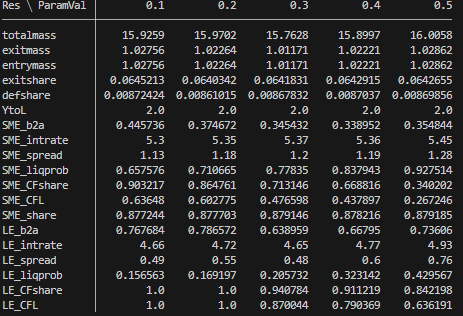 Res \ ParamVal 0.1 0.2 0.3 0.4 0.5
totalmass 15.9259 15.9702 15.7628 15.8997 16.0058
exitmass 1.02756 1.02264 1.01171 1.02221 1.02862
entrymass 1.02756 1.02264 1.01171 1.02221 1.02862
exitshare 0.0645213 0.0640342 0.0641831 0.0642915 0.0642655
defshare 0.00872424 0.00861015 0.00867832 0.0087037 0.00869856
YtoL 2.0 2.0 2.0 2.0 2.0
SME_b2a 0.445736 0.374672 0.345432 0.338952 0.354844
SME_intrate 5.3 5.35 5.37 5.36 5.45
SME_spread 1.13 1.18 1.2 1.19 1.28
SME_liqprob 0.657576 0.710665 0.77835 0.837943 0.927514
SME_CFshare 0.903217 0.864761 0.713146 0.668816 0.340202
SME_CFL 0.63648 0.602775 0.476598 0.437897 0.267246
SME_share 0.877244 0.877703 0.879146 0.878216 0.879185
LE_b2a 0.767684 0.786572 0.638959 0.66795 0.73606
LE_intrate 4.66 4.72 4.65 4.77 4.93
LE_spread 0.49 0.55 0.48 0.6 0.76
LE_liqprob 0.156563 0.169197 0.205732 0.323142 0.429567
LE_CFshare 1.0 1.0 0.940784 0.911219 0.842198
LE_CFL 1.0 1.0 0.870044 0.790369 0.636191